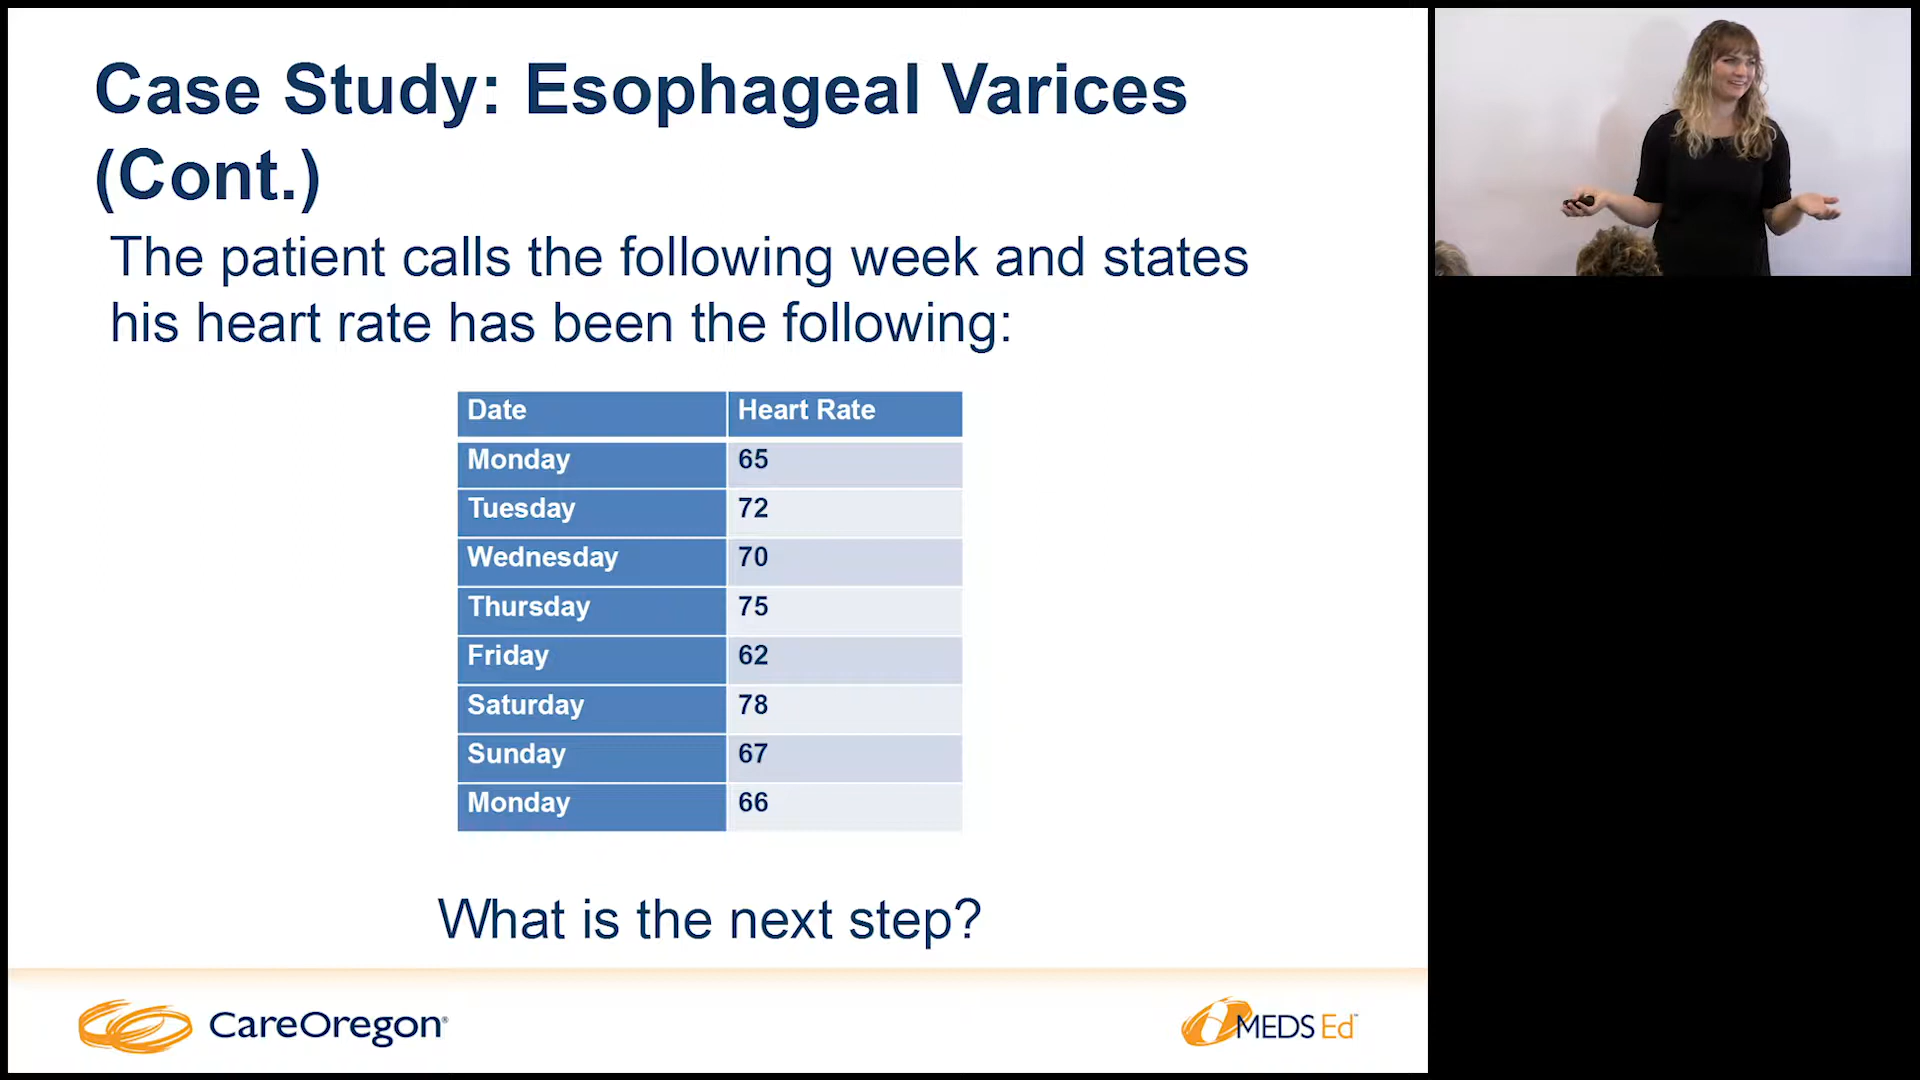 Case Study: Esophageal Varices
(Cont.)
The patient calls the following week and states
his heart rate has been the following:
Date Heart Rate
Monday 65
Tuesday 72
Wednesday 70
Thursday 75
Friday 62
Saturday 78
Sunday 67
Monday 66
What is the next step?
CareOregon®
MEDS Ed™